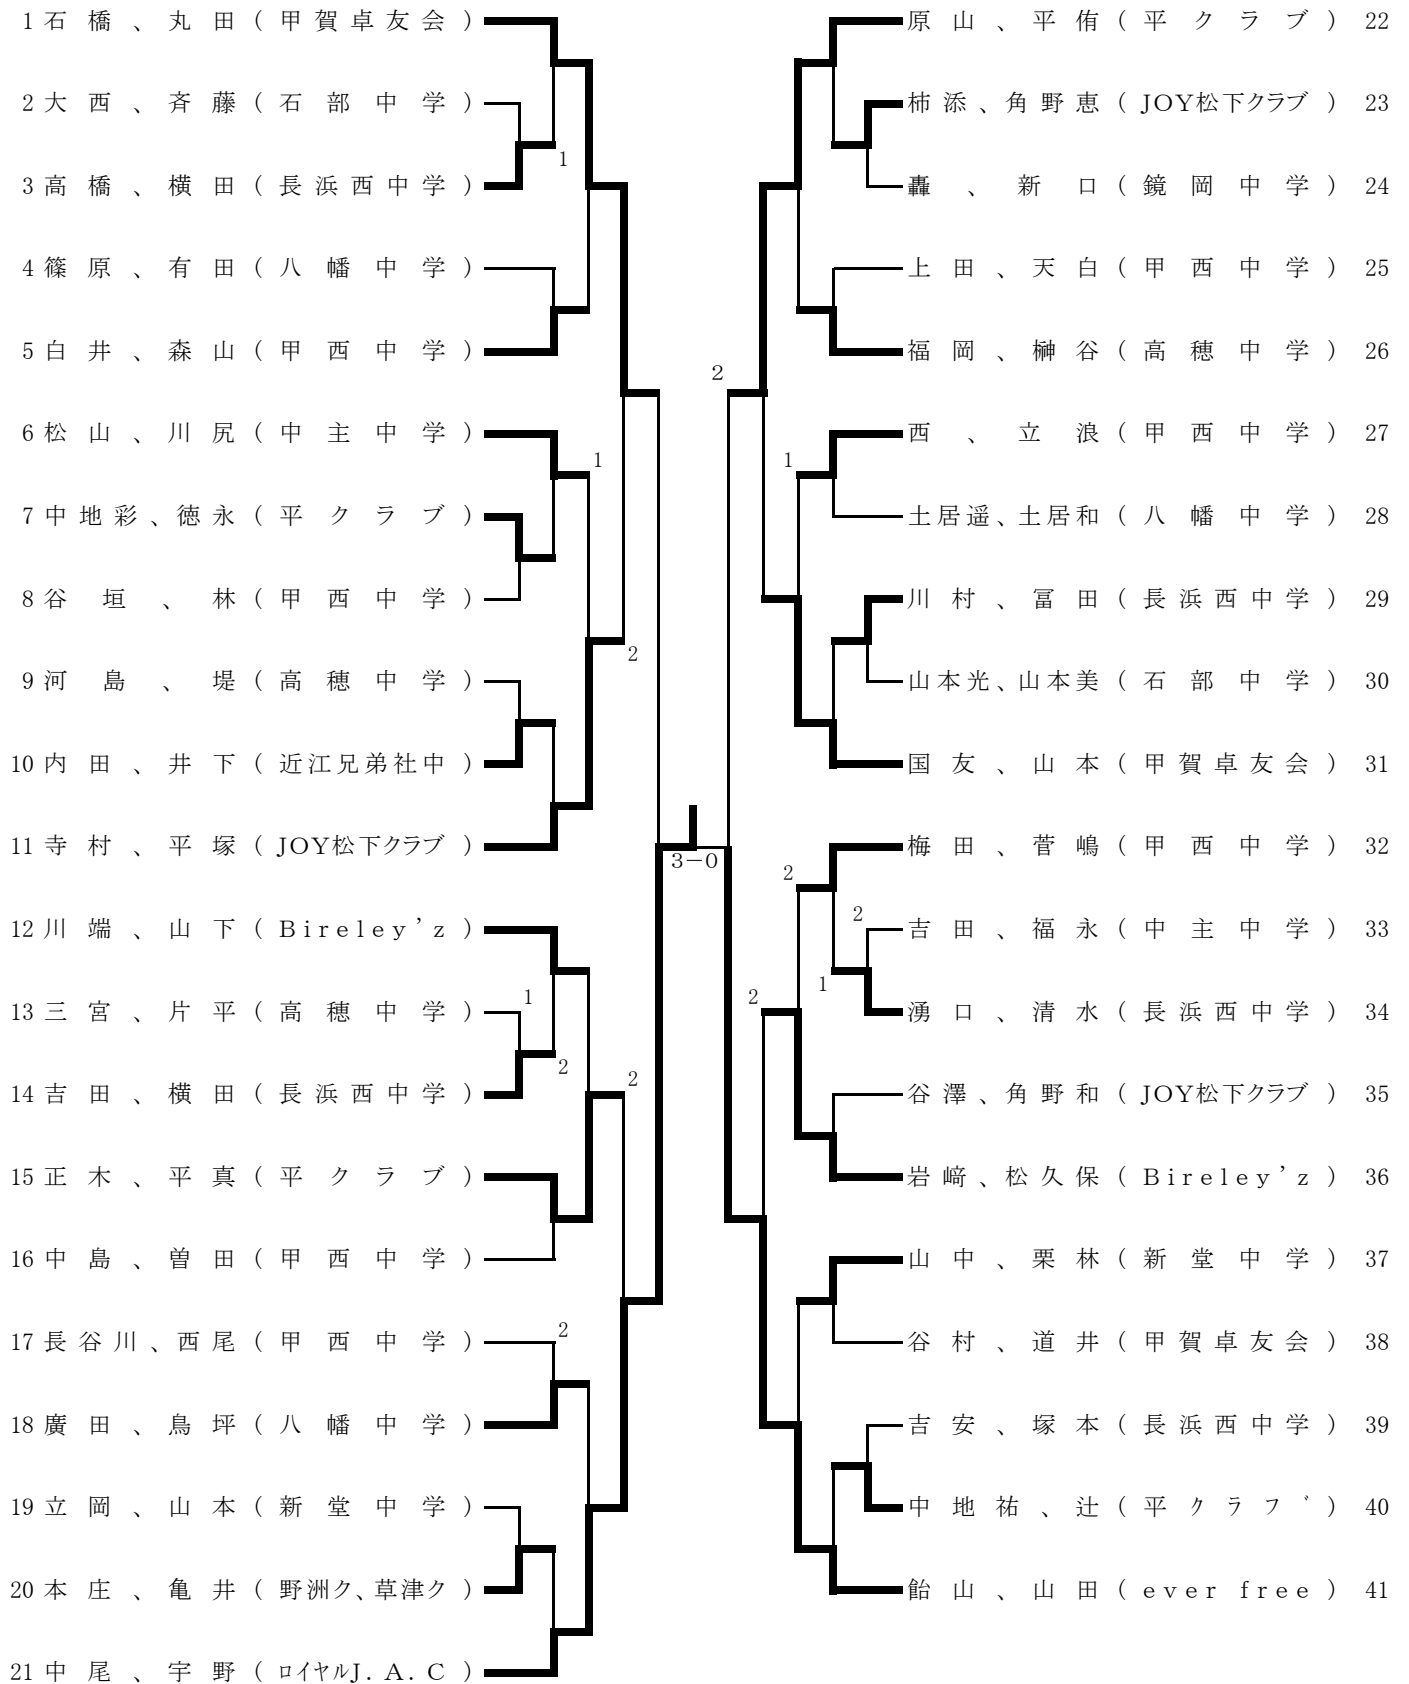 1 石橋、丸田(甲賀卓友会)
2 大西、斉藤(石部中学)
1
3 高橋、横田(長浜西中学)
4 篠原、有田(八幡中学)
5 白井、森山(甲西中学)
6 松山、川尻(中主中学)
1
7 中地彩、徳永(平クラブ)
8 谷垣、林(甲西中学)
2
9 河島、堤(高穂中学)
10 内田、井下(近江兄弟社中)
11 寺村、平塚(JOY松下クラブ)
12 川端、山下(Bireley'z)
1
13 三宮、片平(高穂中学)
2
2
14 吉田、横田(長浜西中学)
15 正木、平真(平クラブ)
16 中島、曽田(甲西中学)
2
17 長谷川、西尾(甲西中学)
18 廣田、鳥坪(八幡中学)
19 立岡、山本(新堂中学)
20 本庄、亀井(野洲ク、草津ク)
21 中尾、宇野(ロイヤルJ.A.C)
3-0
原山、平侑(平クラブ) 22
柿添、角野恵(JOY松下クラブ) 23
轟、新口(鏡岡中学) 24
上田、天白(甲西中学) 25
福岡、榊谷(高穂中学) 26
2
西、立浪(甲西中学) 27
1
土居遥、土居和(八幡中学) 28
川村、冨田(長浜西中学) 29
山本光、山本美(石部中学) 30
国友、山本(甲賀卓友会) 31
梅田、菅嶋(甲西中学) 32
2
2
吉田、福永(中主中学) 33
1
2
湧口、清水(長浜西中学) 34
谷澤、角野和(JOY松下クラブ) 35
岩﨑、松久保(Bireley'z) 36
山中、栗林(新堂中学) 37
谷村、道井(甲賀卓友会) 38
吉安、塚本(長浜西中学) 39
中地祐、辻(平クラブ) 40
飴山、山田(ever free) 41